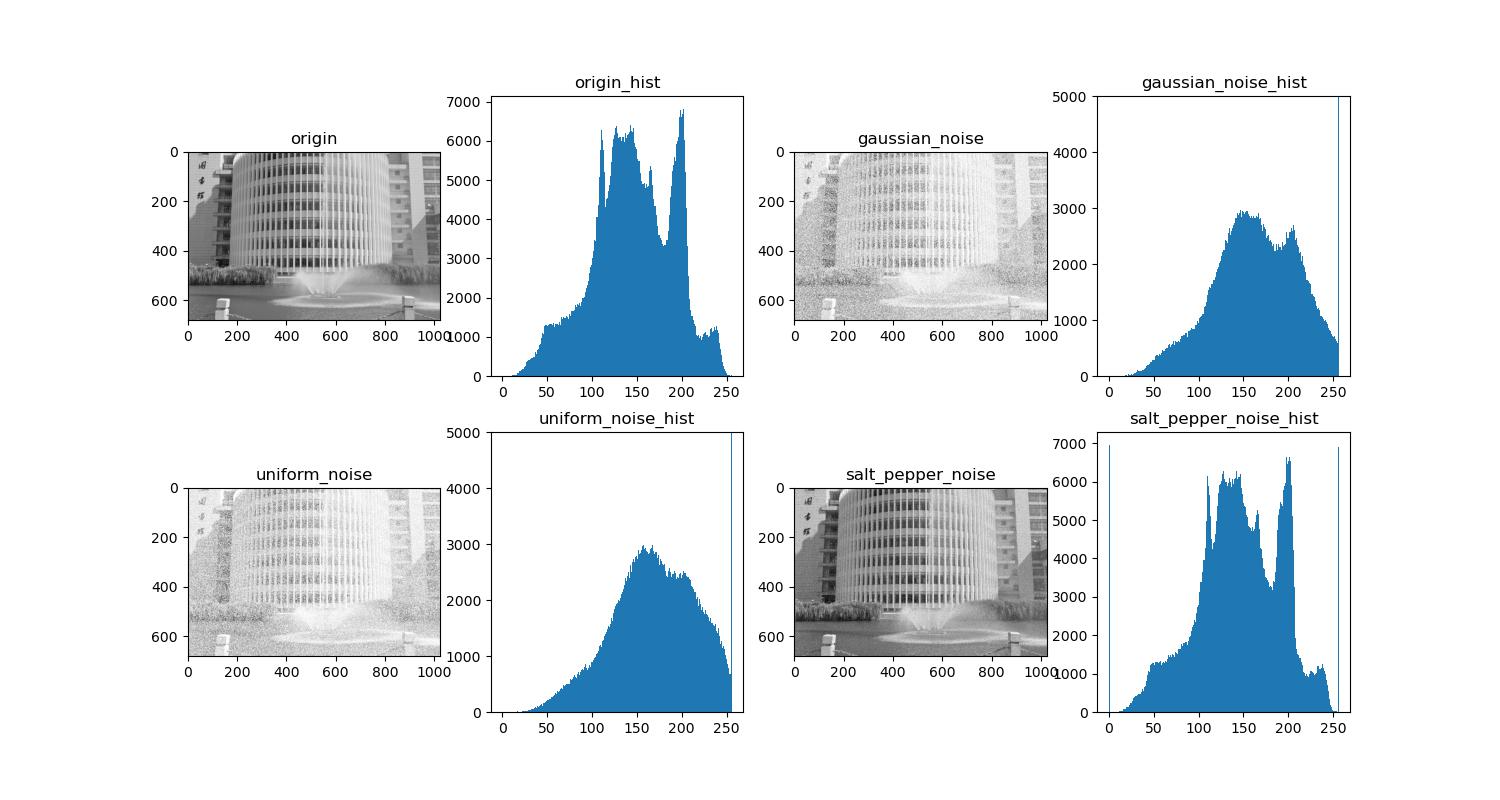 origin
0
200
400
600
0 200 400 600 800 1000
origin_hist
7000
6000
5000
4000
3000
2000
1000
0
0 50 100 150 200 250
gaussian_noise
0
200
400
600
0 200 400 600 800 1000
gaussian_noise_hist
5000
4000
3000
2000
1000
0
0 50 100 150 200 250
uniform_noise
0
200
400
600
0 200 400 600 800 1000
uniform_noise_hist
5000
4000
3000
2000
1000
0
0 50 100 150 200 250
salt_pepper_noise
0
200
400
600
0 200 400 600 800 1000
salt_pepper_noise_hist
7000
6000
5000
4000
3000
2000
1000
0
0 50 100 150 200 250